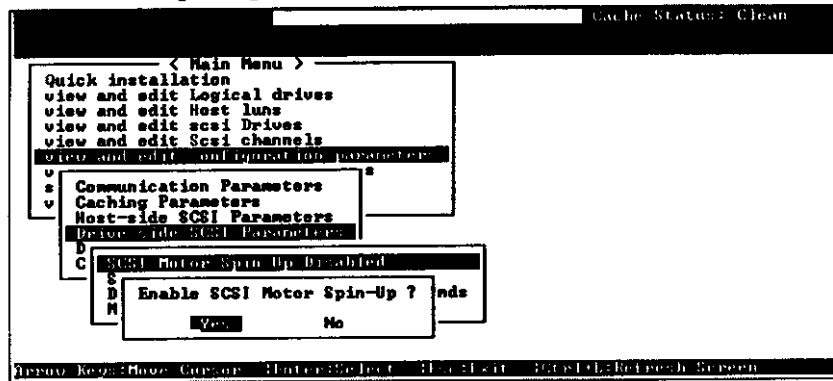 Cache Status: Clean
< Main Menu >
Quick installation
view and edit Logical drives
view and edit Host luns
view and edit scsi Drives
view and edit Scsi channels
view and edit configuration parameters
v s
s Communication Parameters
v Caching Parameters
Host-side SCSI Parameters
Drive-side SCSI Parameters
D
C SCSI Motor Spin Up Disabled
S
D Enable SCSI Motor Spin-Up ? nds
M
Yes No
Arrow Keys:Move Cursor |Enter:Select |Esc:Exit |Ctrl+L:Refresh Screen